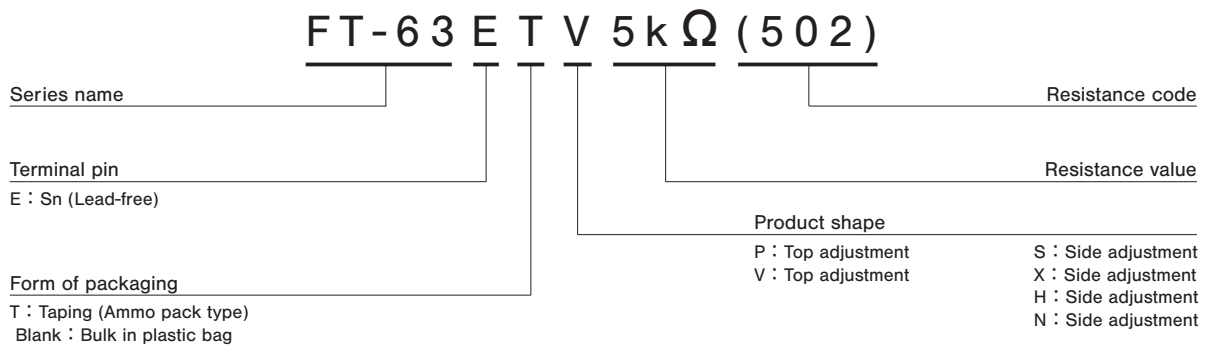 FT-63ETV5kΩ(502)
Series name
Resistance code
Terminal pin
E：Sn (Lead-free)
Resistance value
Product shape
P：Top adjustment
V：Top adjustment
S：Side adjustment
X：Side adjustment
H：Side adjustment
N：Side adjustment
Form of packaging
T：Taping (Ammo pack type)
Blank：Bulk in plastic bag